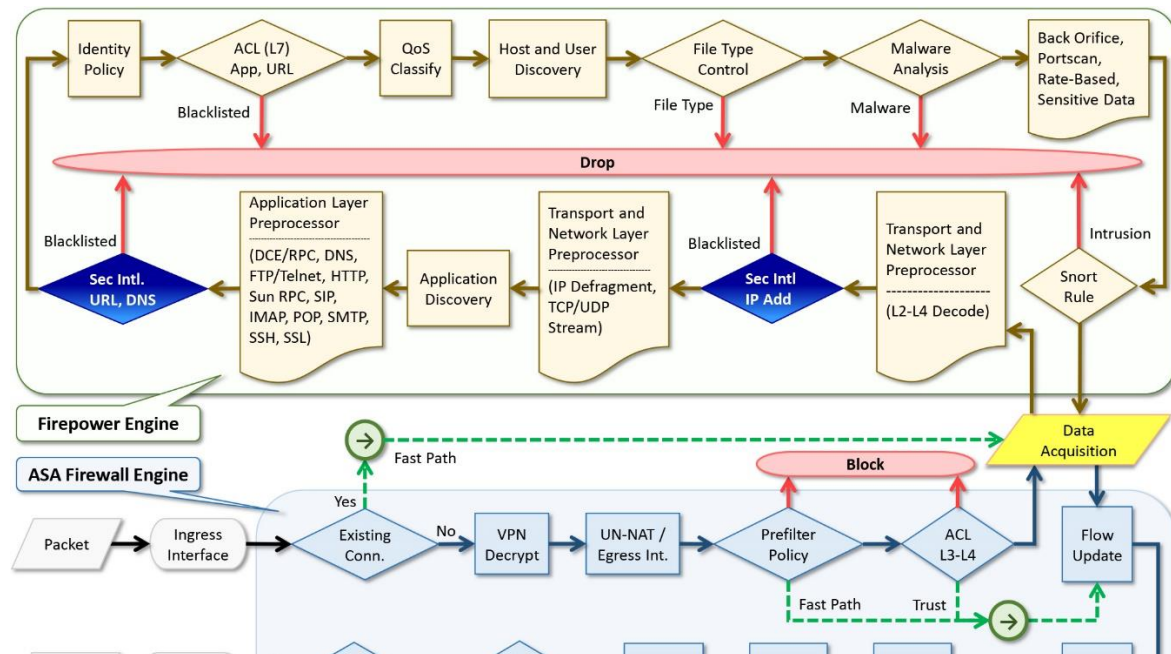 Identity
Policy
ACL (L7)
App, URL
QoS
Classify
Host and User
Discovery
File Type
Control
Malware
Analysis
Back Orifice,
Portscan,
Rate-Based,
Sensitive Data
Blacklisted
File Type
Malware
Drop
Blacklisted
Sec Intl.
URL, DNS
Application Layer
Preprocessor
(DCE/RPC, DNS,
FTP/Telnet, HTTP,
Sun RPC, SIP,
IMAP, POP, SMTP,
SSH, SSL)
Application
Discovery
Transport and
Network Layer
Preprocessor
(IP Defragment,
TCP/UDP
Stream)
Blacklisted
Sec Intl
IP Add
Transport and
Network Layer
Preprocessor
(L2-L4 Decode)
Intrusion
Snort
Rule
Firepower Engine
ASA Firewall Engine
Fast Path
Data
Acquisition
Block
Packet
Ingress
Interface
Yes
Existing
Conn.
No
VPN
Decrypt
UN-NAT /
Egress Int.
Prefilter
Policy
ACL
L3-L4
Flow
Update
Fast Path
Trust